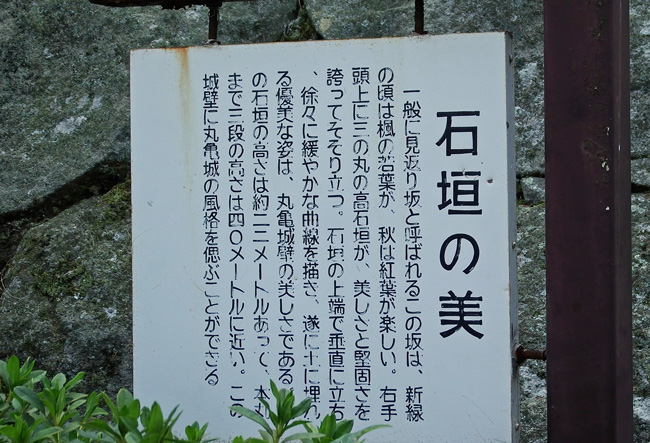 石垣の美
一般に見返り坂と呼ばれるこの坂は、新緑
の頃は楓の若葉が、秋は紅葉が楽しい。右手
頭上に三の丸の高石垣が、美しさと堅固さを
誇ってそそり立つ。石垣の上端で垂直に立ち
、徐々に緩やかな曲線を描き、遂に土に埋れ
る優美な姿は、丸亀城壁の美しさである
の石垣の高さは約二二メートルあって、本丸
まで三段の高さは四〇メートルに近い。この
城壁に丸亀城の風格を偲ぶことができる